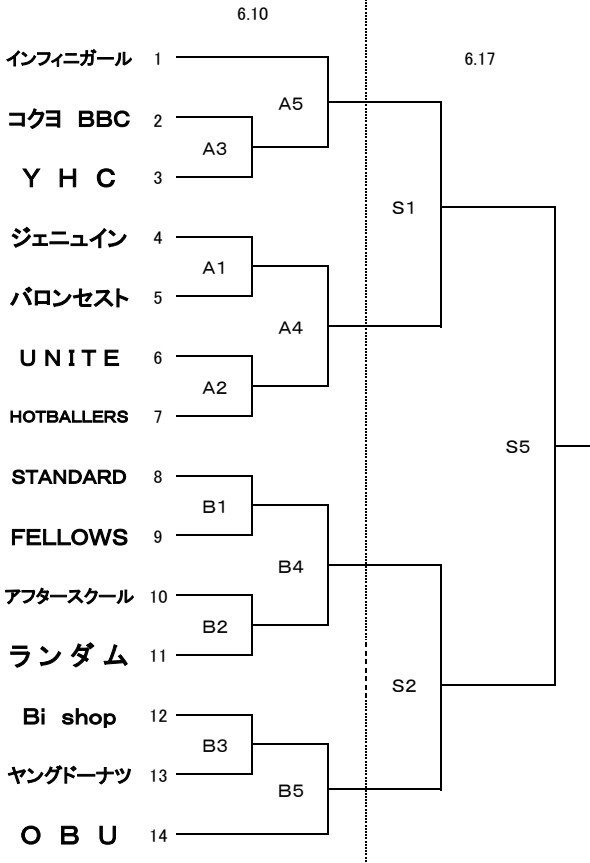 6.10
6.17
インフィニガール 1
A5
コクヨ BBC 2
A3
Y H C 3
S1
ジェニュイン 4
A1
バロンセスト 5
A4
UNITE 6
A2
HOTBALLERS 7
S5
STANDARD 8
B1
FELLOWS 9
B4
アフタースクール 10
B2
ランダム 11
S2
Bi shop 12
B3
ヤングドーナツ 13
B5
O B U 14